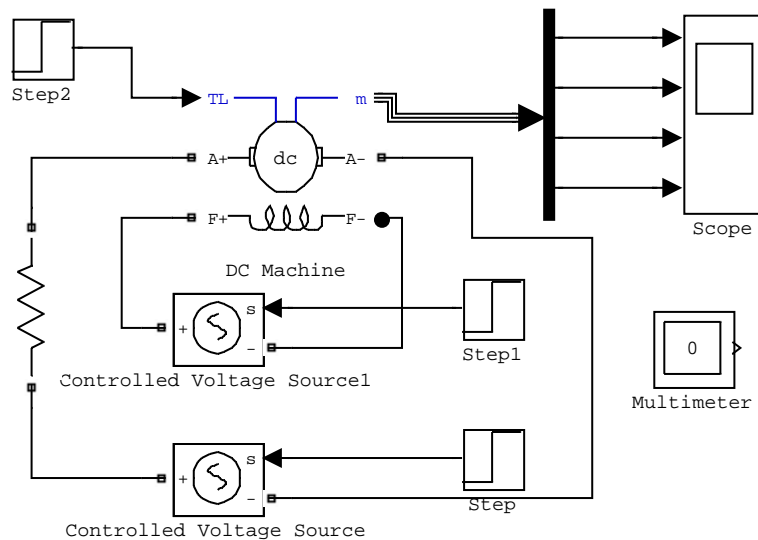 Step2
TL
m
A+
dc
A-
F+
F-
Scope
DC Machine
s
+
-
Step1
Controlled Voltage Source1
0
Multimeter
s
+
-
Step
Controlled Voltage Source